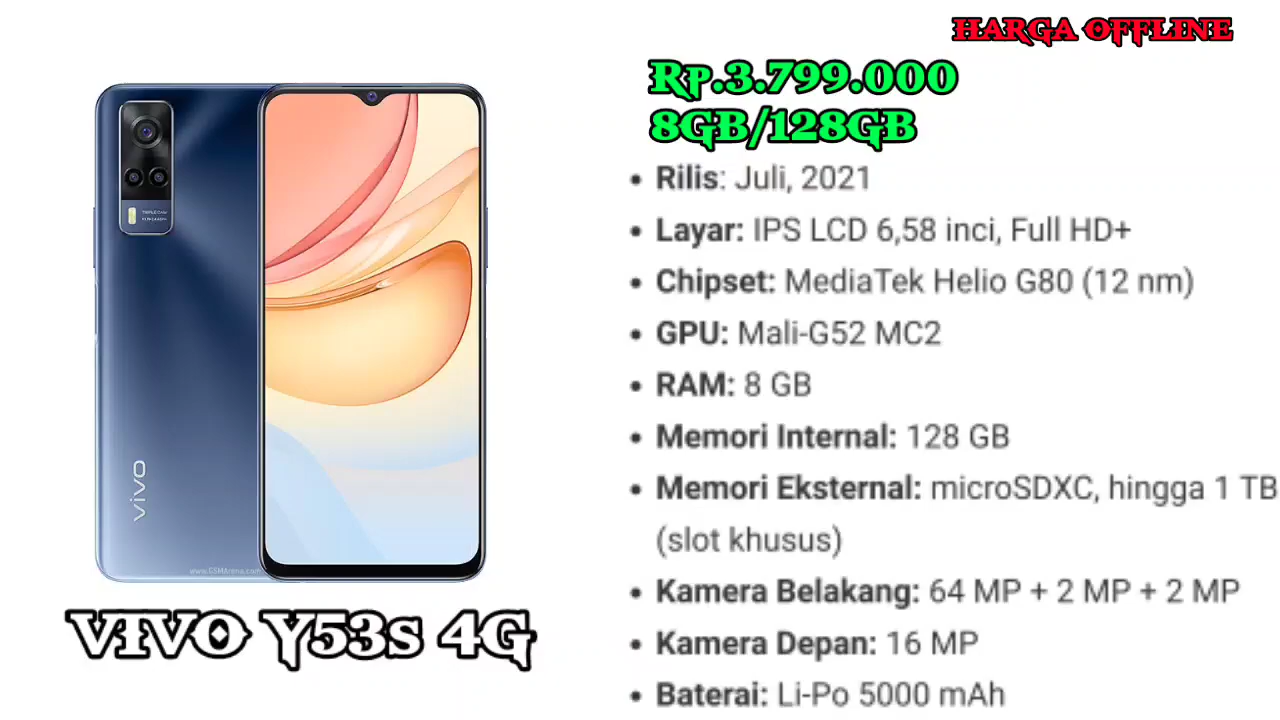 HARGA OFFLINE
Rp.3.799.000
8GB/128GB
• Rilis: Juli, 2021
• Layar: IPS LCD 6,58 inci, Full HD+
• Chipset: MediaTek Helio G80 (12 nm)
• GPU: Mali-G52 MC2
• RAM: 8 GB
• Memori Internal: 128 GB
• Memori Eksternal: microSDXC, hingga 1 TB
(slot khusus)
• Kamera Belakang: 64 MP + 2 MP + 2 MP
• Kamera Depan: 16 MP
• Baterai: Li-Po 5000 mAh
vivo
www.GSMArena.com
VIVO Y53s 4G